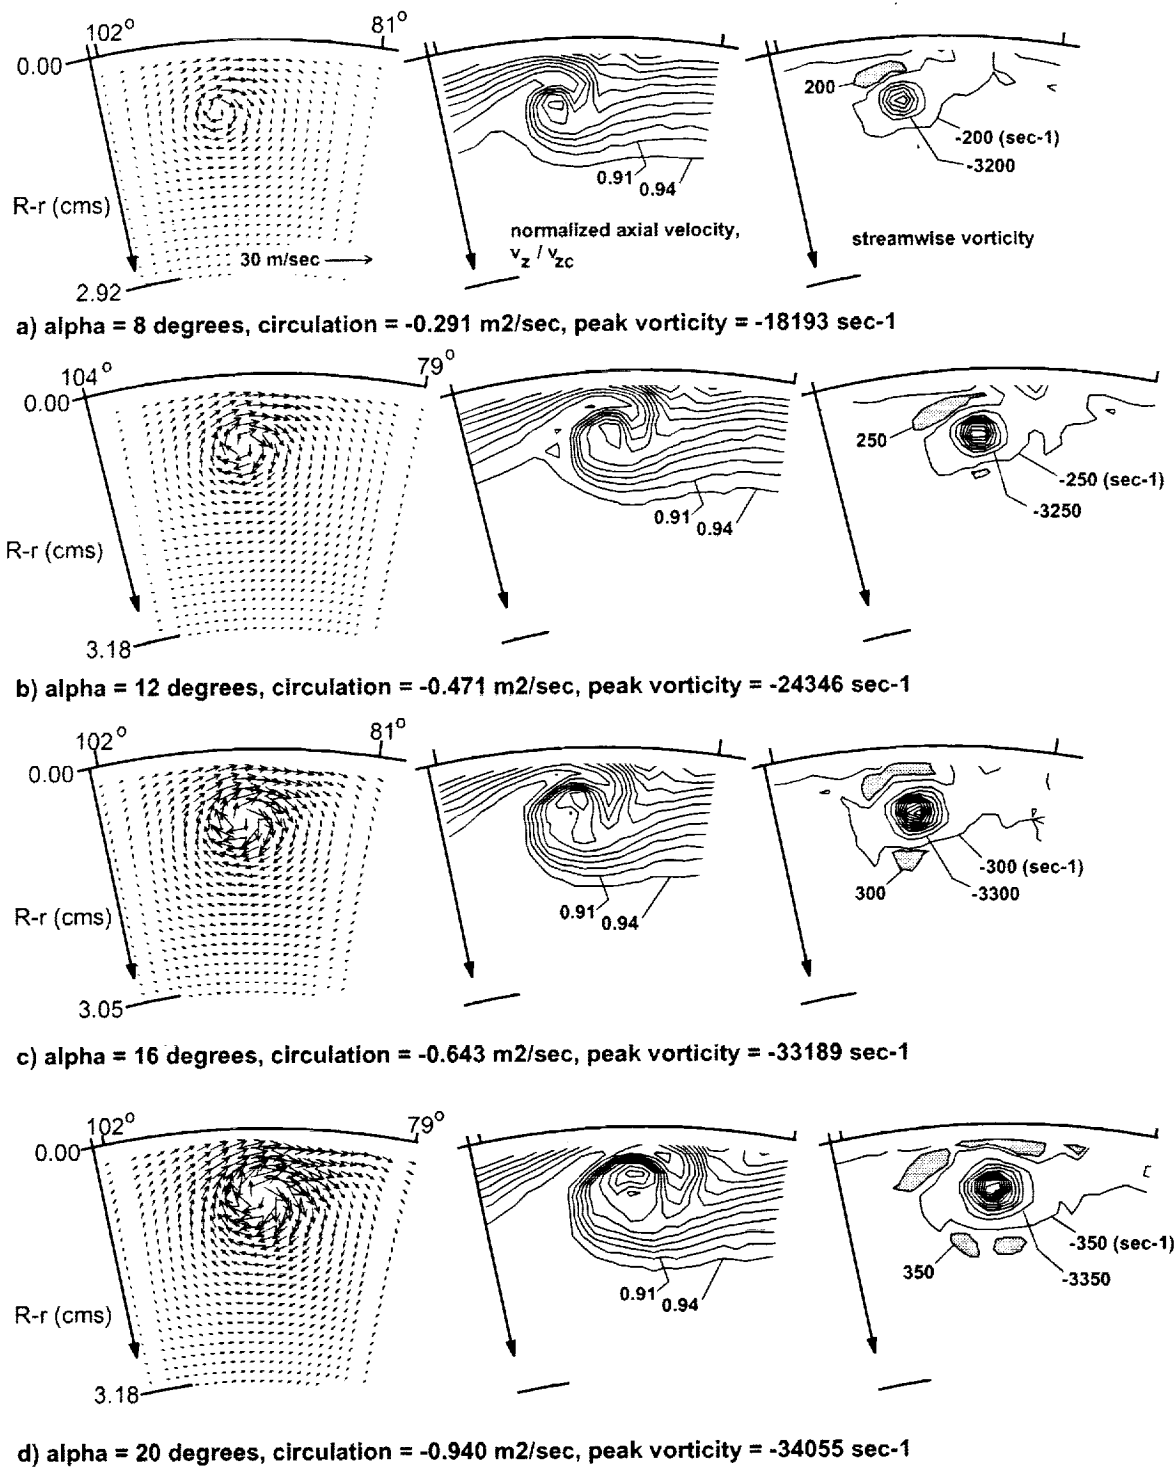 102° 81°
0.00
200
-200 (sec-1)
-3200
0.91 0.94
R-r (cms)
normalized axial velocity,
v_z / v_zc
streamwise vorticity
30 m/sec
2.92
a) alpha = 8 degrees, circulation = -0.291 m2/sec, peak vorticity = -18193 sec-1
104° 79°
0.00
250
-250 (sec-1)
-3250
0.91 0.94
R-r (cms)
3.18
b) alpha = 12 degrees, circulation = -0.471 m2/sec, peak vorticity = -24346 sec-1
102° 81°
0.00
-300 (sec-1)
300 -3300
0.91 0.94
R-r (cms)
3.05
c) alpha = 16 degrees, circulation = -0.643 m2/sec, peak vorticity = -33189 sec-1
102° 79°
0.00
-350 (sec-1)
350 -3350
0.91 0.94
R-r (cms)
3.18
d) alpha = 20 degrees, circulation = -0.940 m2/sec, peak vorticity = -34055 sec-1